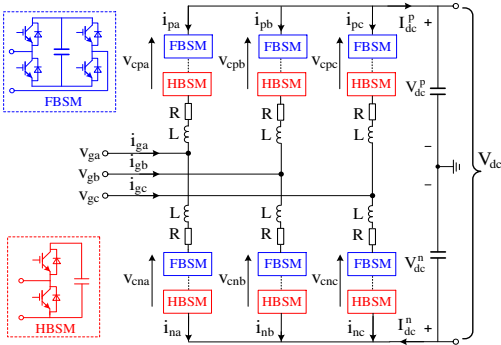 i_pa i_pb i_pc I_dc^p +
FBSM FBSM FBSM
v_cpa v_cpb v_cpc
HBSM HBSM HBSM V_dc^p
FBSM
R R R
L L L
i_ga −
v_ga
i_gb V_dc
v_gb
i_gc
v_gc −
L L L
R R R
FBSM FBSM FBSM V_dc^n
v_cna v_cnb v_cnc
HBSM HBSM HBSM
HBSM
i_na i_nb i_nc I_dc^n +